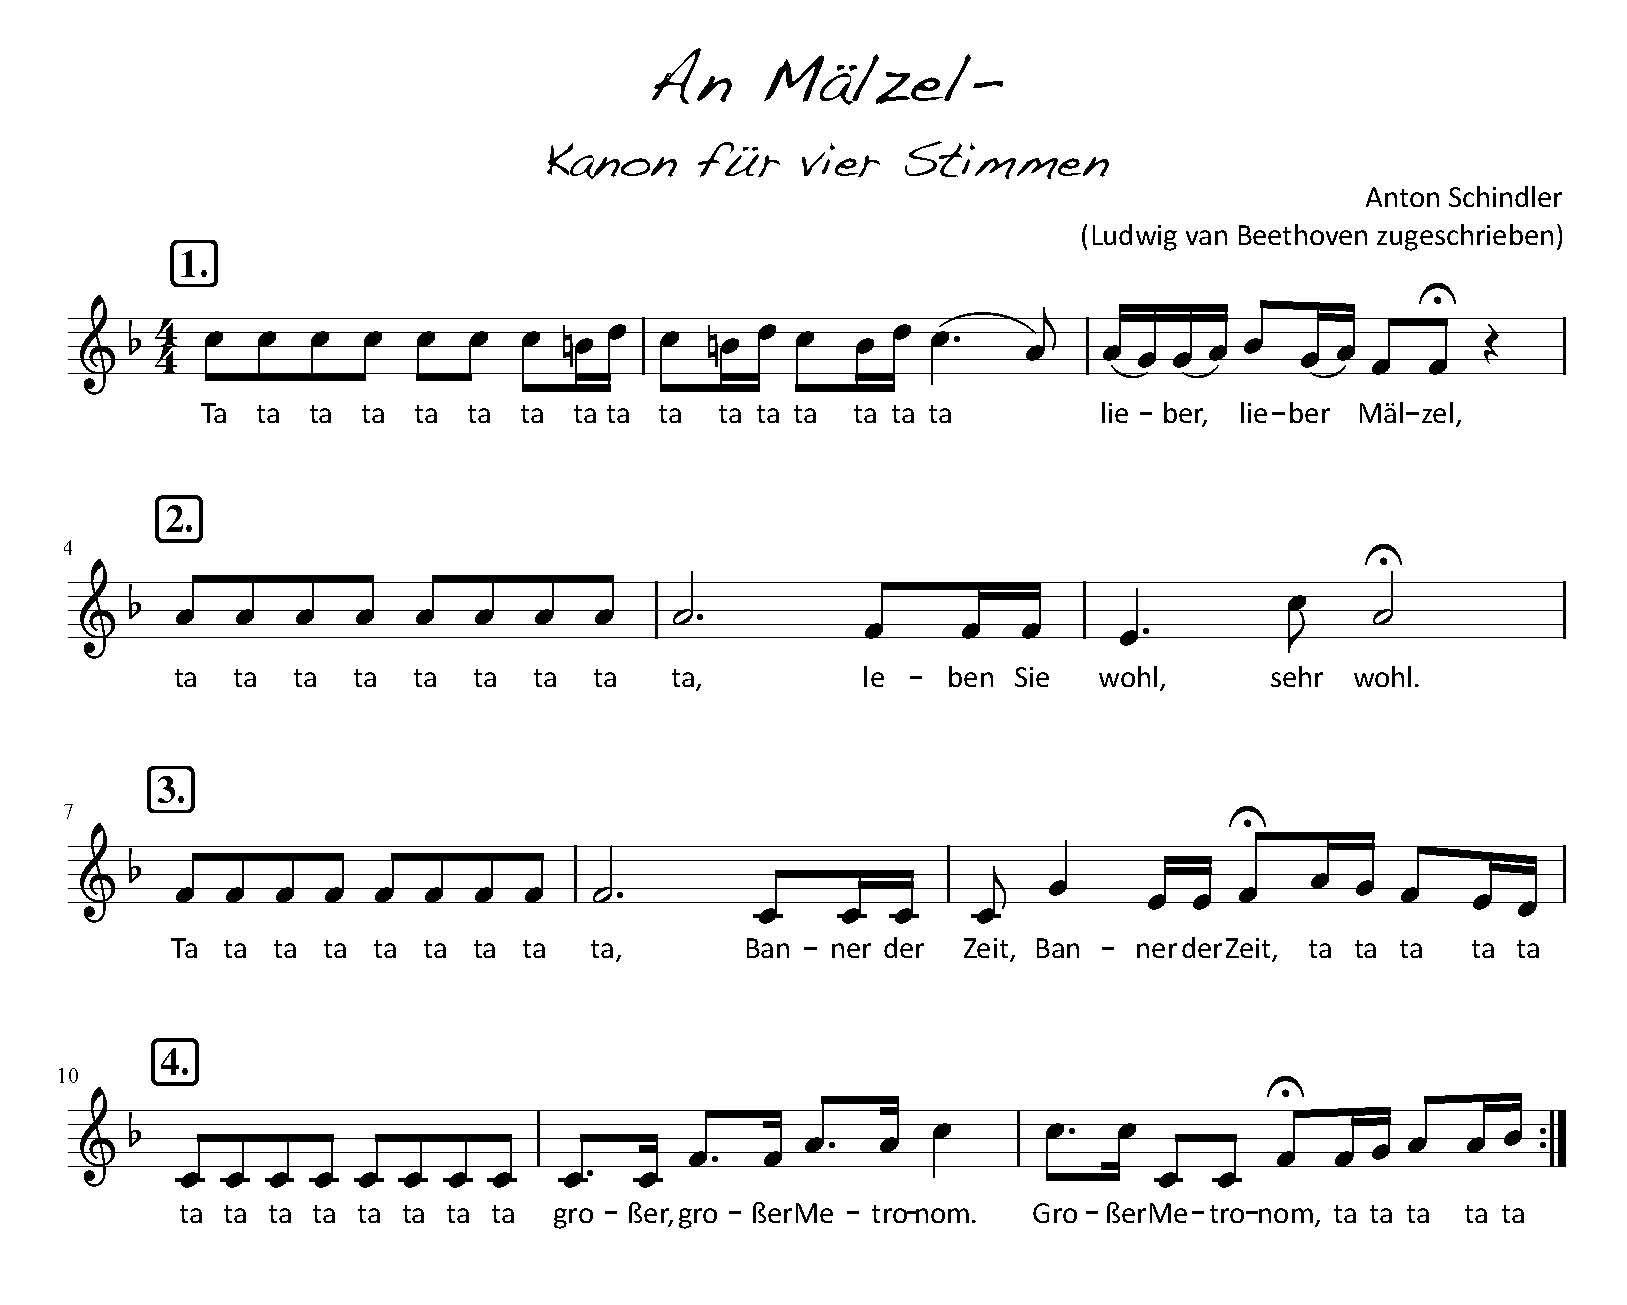 An Mälzel-
Kanon für vier Stimmen
Anton Schindler
(Ludwig van Beethoven zugeschrieben)
1.
4
4
Ta ta ta ta ta ta ta ta ta ta ta ta ta ta ta ta lie - ber, lie-ber Mäl-zel,
2.
4
ta ta ta ta ta ta ta ta ta, le - ben Sie wohl, sehr wohl.
3.
7
Ta ta ta ta ta ta ta ta ta, Ban - ner der Zeit, Ban - ner der Zeit, ta ta ta ta ta
4.
10
ta ta ta ta ta ta ta ta gro - ßer, gro - ßer Me - tro-nom. Gro - ßer Me-tro-nom, ta ta ta ta ta